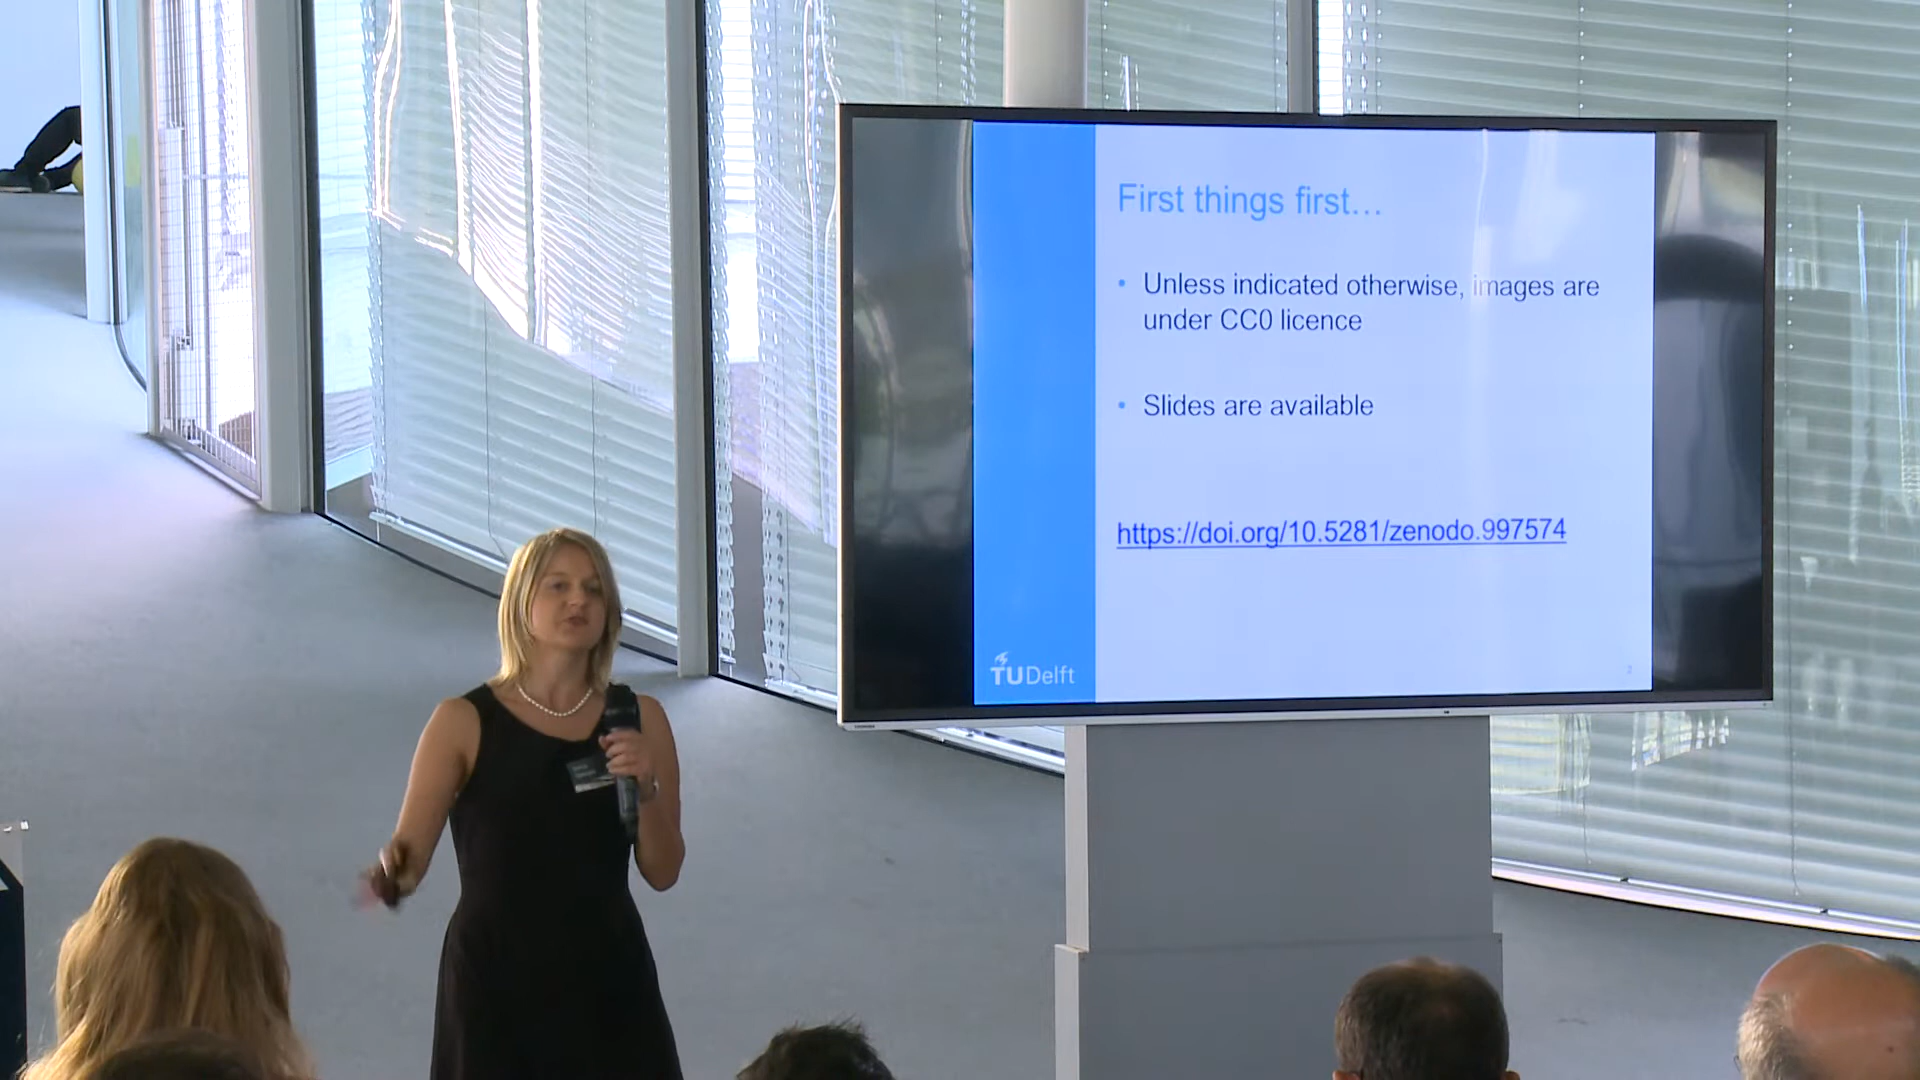 First things first…
• Unless indicated otherwise, images are
under CC0 licence
• Slides are available
https://doi.org/10.5281/zenodo.997574
TUDelft
2